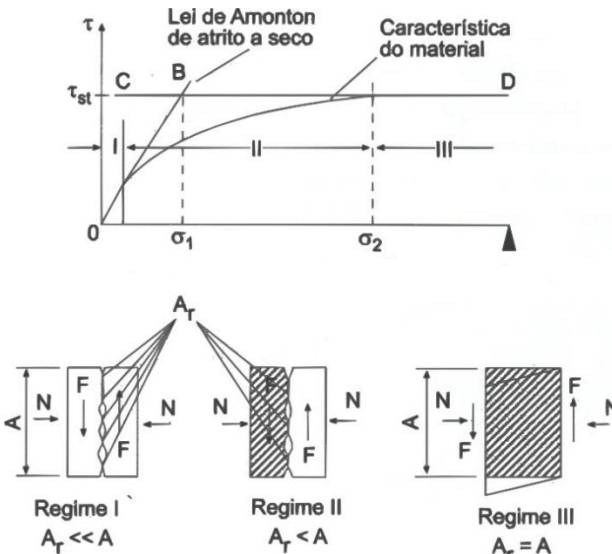 τ
Lei de Amonton
de atrito a seco
Característica
do material
C
B
D
τst
I
II
III
0
σ1
σ2
Ar
A
N
F
F
N
N
F
F
N
A
N
F
F
N
Regime I
Ar << A
Regime II
Ar < A
Regime III
Ar = A